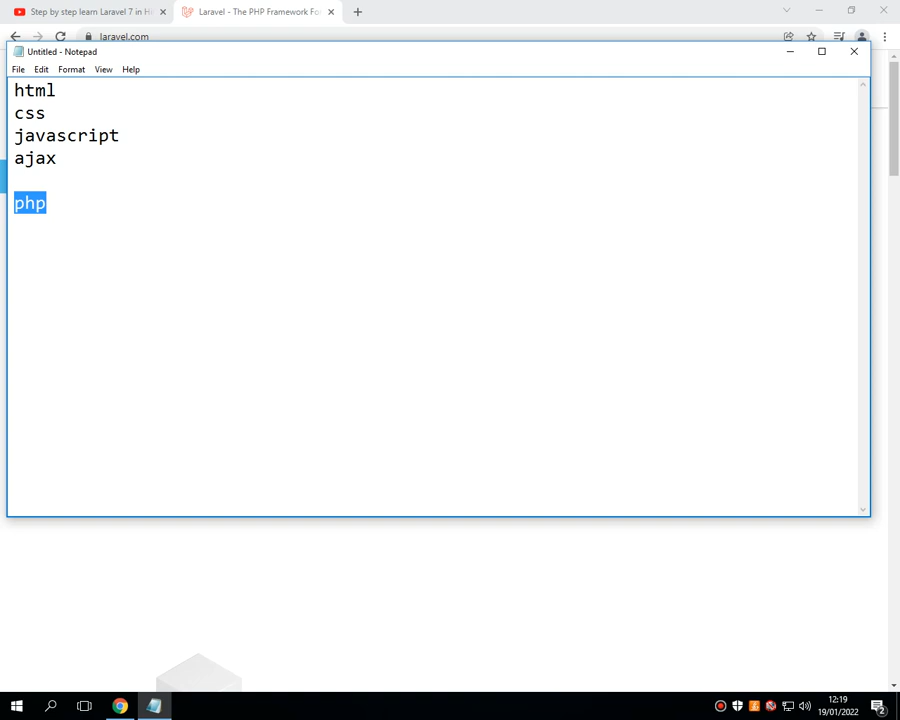 Step by step learn Laravel 7 in Hi
Laravel - The PHP Framework Fo
laravel.com
Untitled - Notepad
File Edit Format View Help
html
css
javascript
ajax
php
12:19
19/01/2022
2